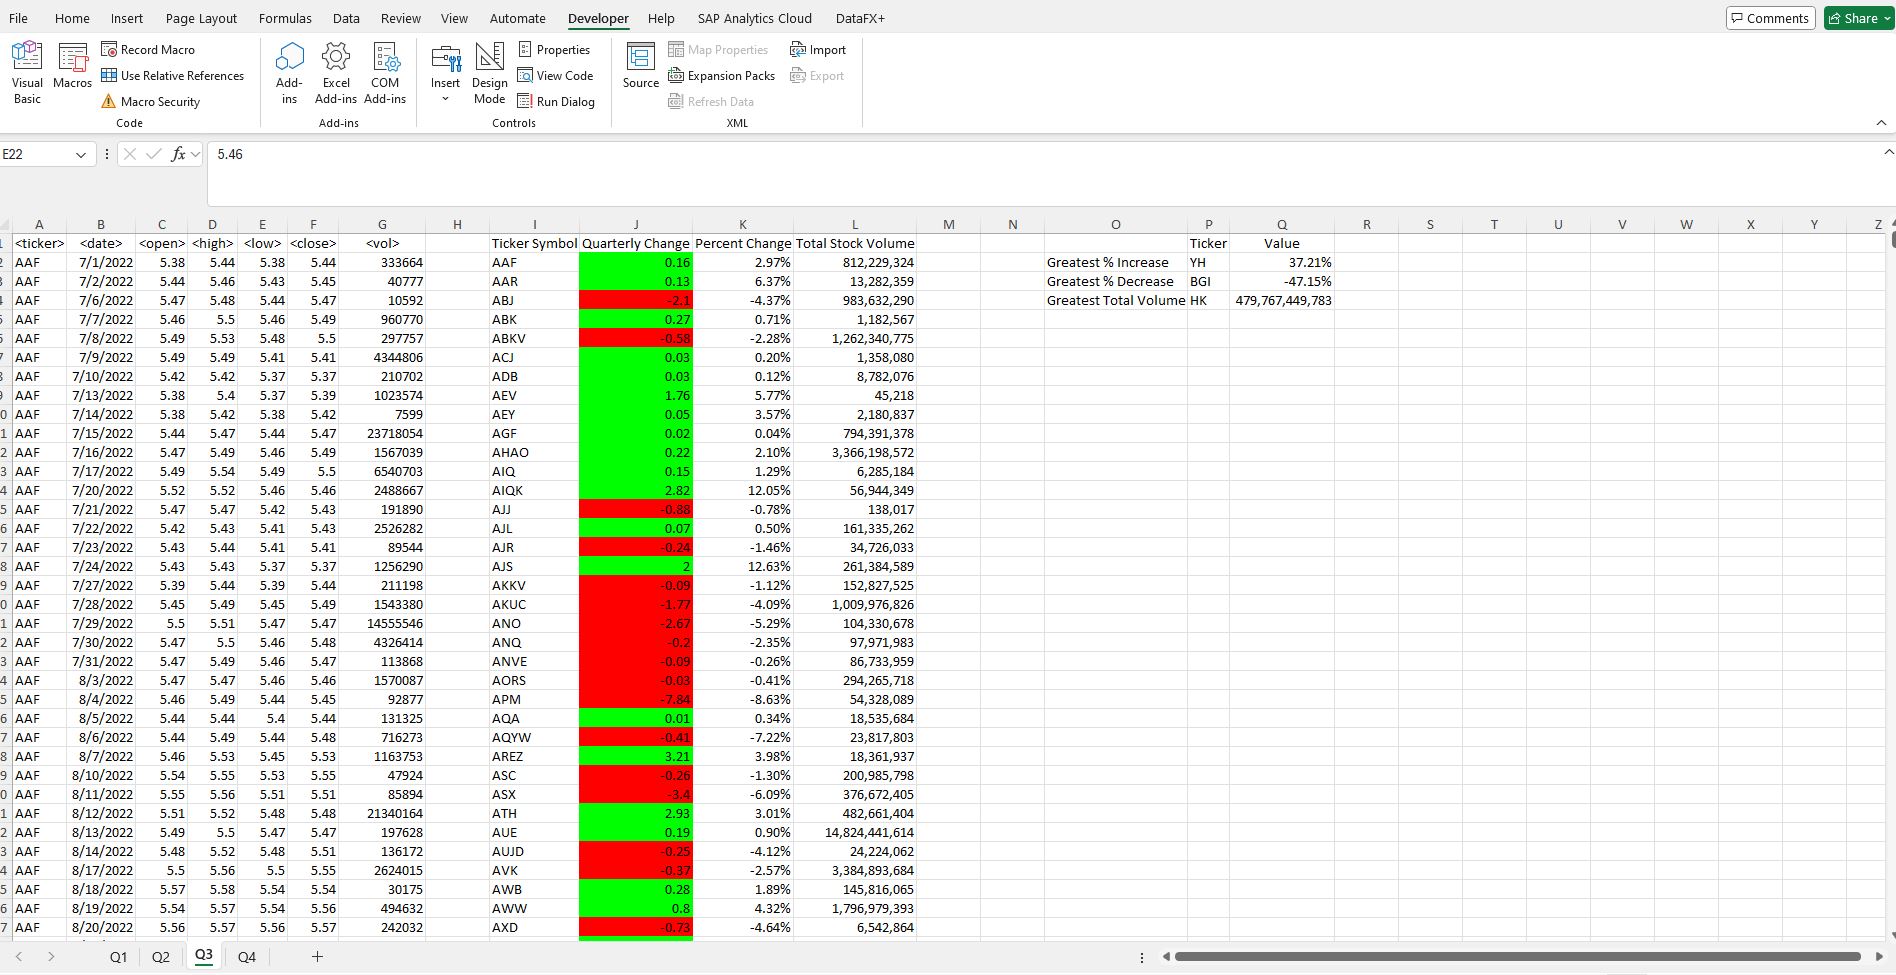 File Home Insert Page Layout Formulas Data Review View Automate Developer Help SAP Analytics Cloud DataFX+ Comments Share
Visual Basic
Macros
Record Macro
Use Relative References
Macro Security
Code
Add-ins
Excel Add-ins
COM Add-ins
Add-ins
Insert
Design Mode
Properties
View Code
Run Dialog
Controls
Source
Map Properties
Expansion Packs
Refresh Data
Import
Export
XML
E22 fx 5.46
A B C D E F G H I J K L M N O P Q R S T U V W X Y Z
<ticker> <date> <open> <high> <low> <close> <vol> Ticker Symbol Quarterly Change Percent Change Total Stock Volume Ticker Value
AAF 7/1/2022 5.38 5.44 5.38 5.44 333664 AAF 0.16 2.97% 812,229,324 Greatest % Increase YH 37.21%
AAF 7/2/2022 5.44 5.46 5.43 5.45 40777 AAR 0.13 6.37% 13,282,359 Greatest % Decrease BGI -47.15%
AAF 7/6/2022 5.47 5.48 5.44 5.47 10592 ABJ -2.1 -4.37% 983,632,290 Greatest Total Volume HK 479,767,449,783
AAF 7/7/2022 5.46 5.5 5.46 5.49 960770 ABK 0.27 0.71% 1,182,567
AAF 7/8/2022 5.49 5.53 5.48 5.5 297757 ABKV -0.58 -2.28% 1,262,340,775
AAF 7/9/2022 5.49 5.49 5.41 5.41 4344806 ACJ 0.03 0.20% 1,358,080
AAF 7/10/2022 5.42 5.42 5.37 5.37 210702 ADB 0.03 0.12% 8,782,076
AAF 7/13/2022 5.38 5.4 5.37 5.39 1023574 AEV 1.76 5.77% 45,218
AAF 7/14/2022 5.38 5.42 5.38 5.42 7599 AEY 0.05 3.57% 2,180,837
AAF 7/15/2022 5.44 5.47 5.44 5.47 23718054 AGF 0.02 0.04% 794,391,378
AAF 7/16/2022 5.47 5.49 5.46 5.49 1567039 AHAO 0.22 2.10% 3,366,198,572
AAF 7/17/2022 5.49 5.54 5.49 5.5 6540703 AIQ 0.15 1.29% 6,285,184
AAF 7/20/2022 5.52 5.52 5.46 5.46 2488667 AIQK 2.82 12.05% 56,944,349
AAF 7/21/2022 5.47 5.47 5.42 5.43 191890 AJJ -0.88 -0.78% 138,017
AAF 7/22/2022 5.42 5.43 5.41 5.43 2526282 AJL 0.07 0.50% 161,335,262
AAF 7/23/2022 5.43 5.44 5.41 5.41 89544 AJR -0.24 -1.46% 34,726,033
AAF 7/24/2022 5.43 5.43 5.37 5.37 1256290 AJS 2 12.63% 261,384,589
AAF 7/27/2022 5.39 5.44 5.39 5.44 211198 AKKV -0.09 -1.12% 152,827,525
AAF 7/28/2022 5.45 5.49 5.45 5.49 1543380 AKUC -1.77 -4.09% 1,009,976,826
AAF 7/29/2022 5.5 5.51 5.47 5.47 14555546 ANO -2.67 -5.29% 104,330,678
AAF 7/30/2022 5.47 5.5 5.46 5.48 4326414 ANQ -0.2 -2.35% 97,971,983
AAF 7/31/2022 5.47 5.49 5.46 5.47 113868 ANVE -0.09 -0.26% 86,733,959
AAF 8/3/2022 5.47 5.47 5.46 5.46 1570087 AORS -0.03 -0.41% 294,265,718
AAF 8/4/2022 5.46 5.49 5.44 5.45 92877 APM -7.84 -8.63% 54,328,089
AAF 8/5/2022 5.44 5.44 5.4 5.44 131325 AQA 0.01 0.34% 18,535,684
AAF 8/6/2022 5.44 5.49 5.44 5.48 716273 AQYW -0.41 -7.22% 23,817,803
AAF 8/7/2022 5.46 5.53 5.45 5.53 1163753 AREZ 3.21 3.98% 18,361,937
AAF 8/10/2022 5.54 5.55 5.53 5.55 47924 ASC -0.26 -1.30% 200,985,798
AAF 8/11/2022 5.55 5.56 5.51 5.51 85894 ASX -3.4 -6.09% 376,672,405
AAF 8/12/2022 5.51 5.52 5.48 5.48 21340164 ATH 2.93 3.01% 482,661,404
AAF 8/13/2022 5.49 5.5 5.47 5.47 197628 AUE 0.19 0.90% 14,824,441,614
AAF 8/14/2022 5.48 5.52 5.48 5.51 136172 AUJD -0.25 -4.12% 24,224,062
AAF 8/17/2022 5.5 5.56 5.5 5.55 2624015 AVK -0.37 -2.57% 3,384,893,684
AAF 8/18/2022 5.57 5.58 5.54 5.54 30175 AWB 0.28 1.89% 145,816,065
AAF 8/19/2022 5.54 5.57 5.54 5.56 494632 AWW 0.8 4.32% 1,796,979,393
AAF 8/20/2022 5.56 5.57 5.56 5.57 242032 AXD -0.73 -4.64% 6,542,864
Q1 Q2 Q3 Q4